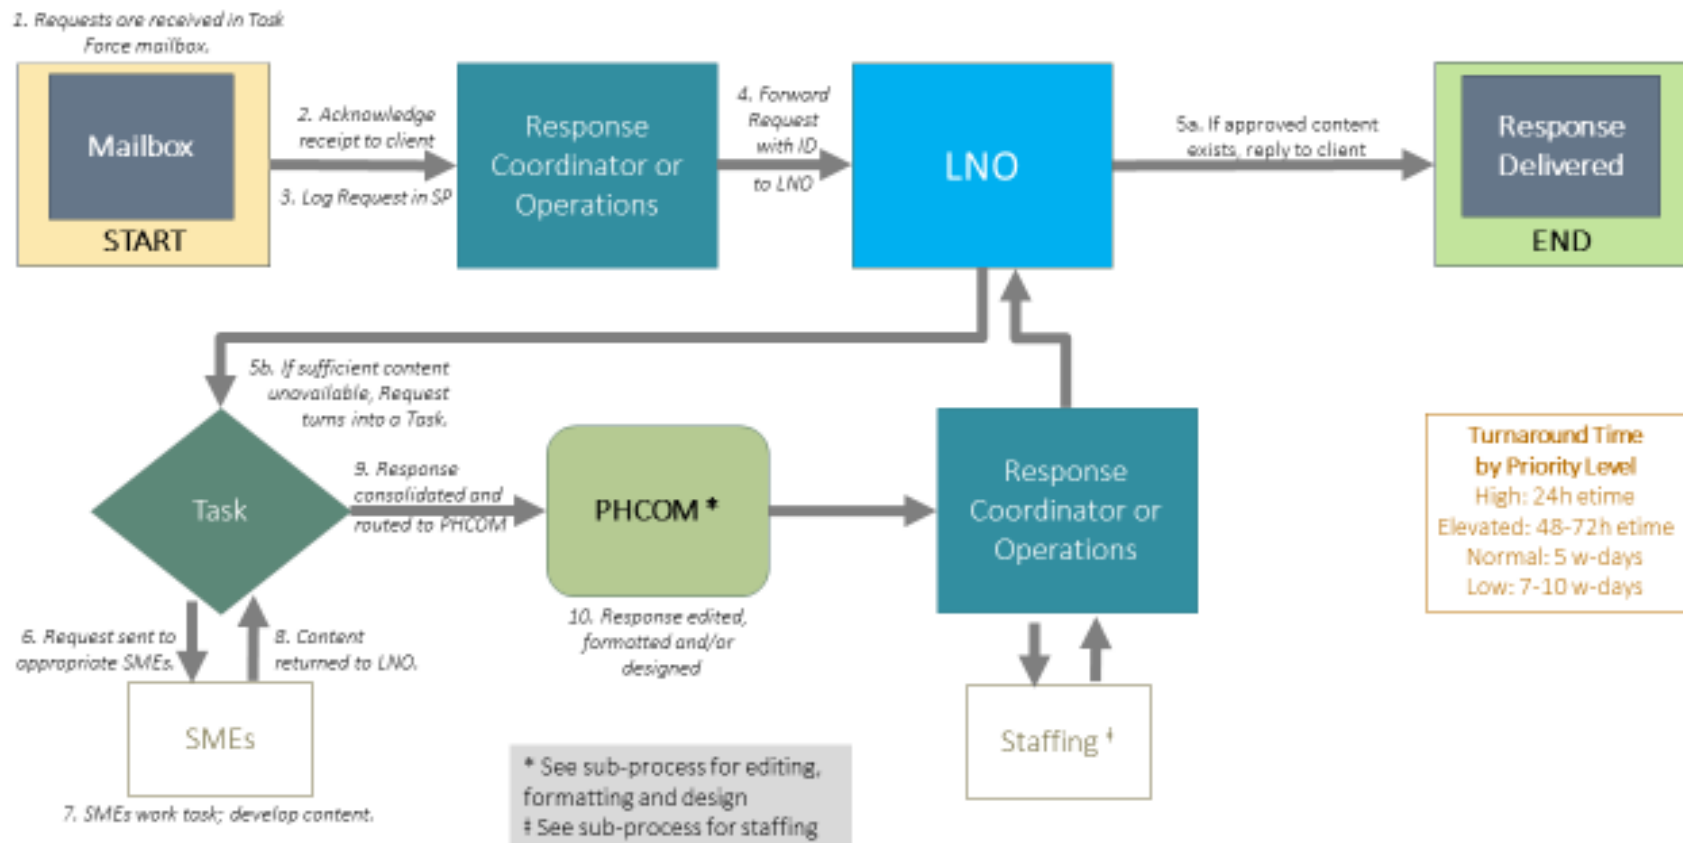 1. Requests are received in Task
Force mailbox.
Mailbox
START
2. Acknowledge
receipt to client
3. Log Request in SP
Response
Coordinator or
Operations
4. Forward
Request
with ID
to LNO
LNO
5a. If approved content
exists, reply to client
Response
Delivered
END
5b. If sufficient content
unavailable, Request
turns into a Task.
Task
9. Response
consolidated and
routed to PHCOM
PHCOM *
10. Response edited,
formatted and/or
designed
Response
Coordinator or
Operations
Turnaround Time
by Priority Level
High: 24h etime
Elevated: 48-72h etime
Normal: 5 w-days
Low: 7-10 w-days
6. Request sent to
appropriate SMEs.
8. Content
returned to LNO.
SMEs
7. SMEs work task; develop content.
Staffing ‡
* See sub-process for editing,
formatting and design
‡ See sub-process for staffing